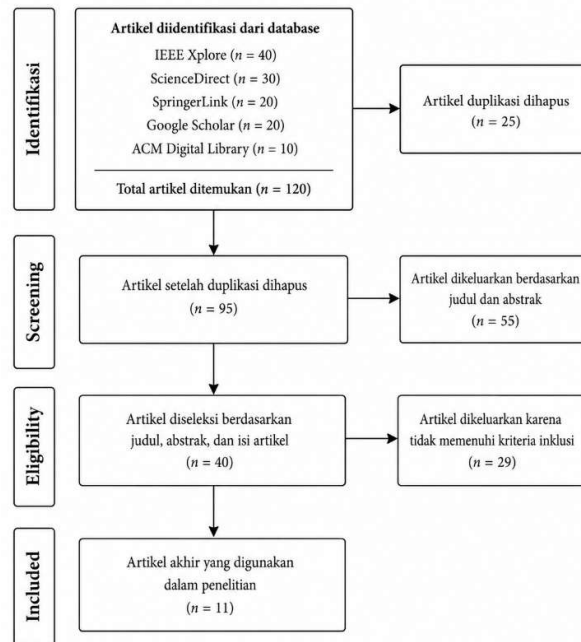 Identifikasi
Artikel diidentifikasi dari database
IEEE Xplore (n = 40)
ScienceDirect (n = 30)
SpringerLink (n = 20)
Google Scholar (n = 20)
ACM Digital Library (n = 10)
Total artikel ditemukan (n = 120)
Artikel duplikasi dihapus
(n = 25)
Screening
Artikel setelah duplikasi dihapus
(n = 95)
Artikel dikeluarkan berdasarkan
judul dan abstrak
(n = 55)
Eligibility
Artikel diseleksi berdasarkan
judul, abstrak, dan isi artikel
(n = 40)
Artikel dikeluarkan karena
tidak memenuhi kriteria inklusi
(n = 29)
Included
Artikel akhir yang digunakan
dalam penelitian
(n = 11)